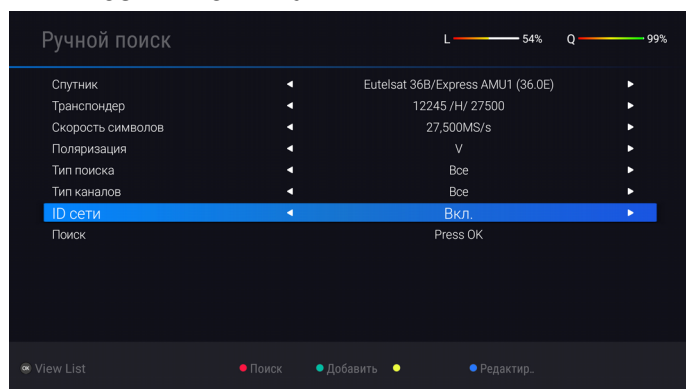 Ручной поиск L 54% Q 99%
Спутник Eutelsat 36B/Express AMU1 (36.0E)
Транспондер 12245 /H/ 27500
Скорость символов 27,500MS/s
Поляризация V
Тип поиска Все
Тип каналов Все
ID сети Вкл.
Поиск Press OK
OK View List Поиск Добавить Редактир..